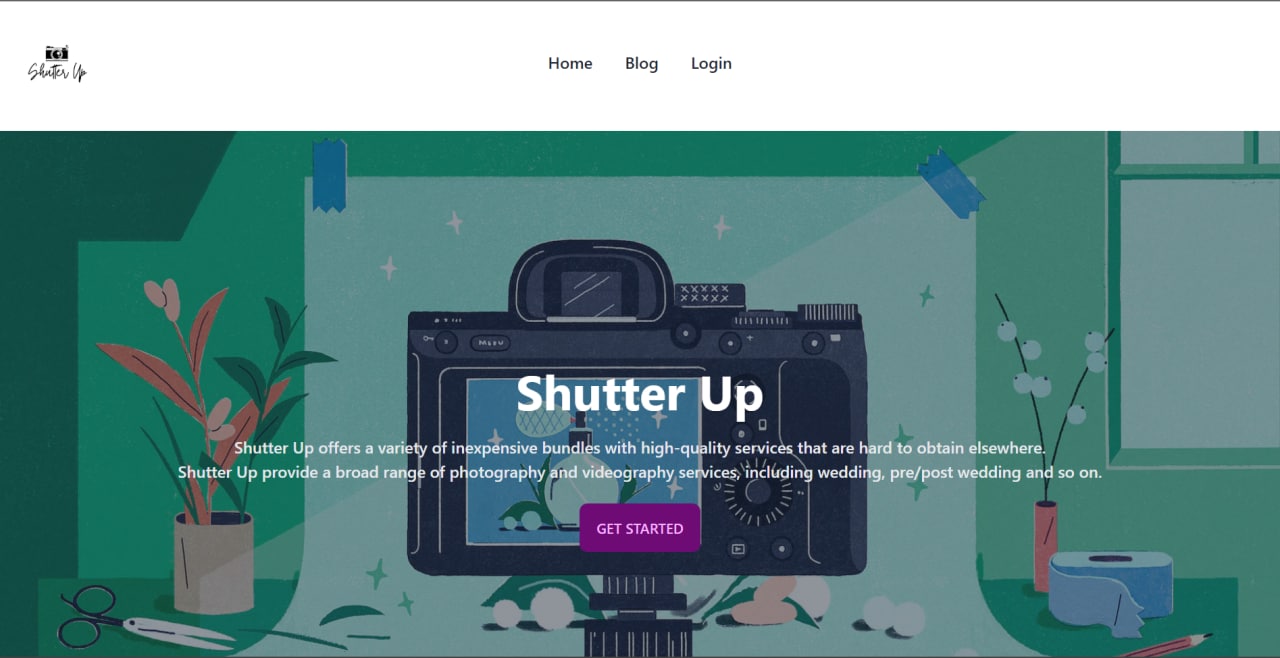 Shutter Up
Home Blog Login
MENU
Shutter Up
Shutter Up offers a variety of inexpensive bundles with high-quality services that are hard to obtain elsewhere.
Shutter Up provide a broad range of photography and videography services, including wedding, pre/post wedding and so on.
GET STARTED